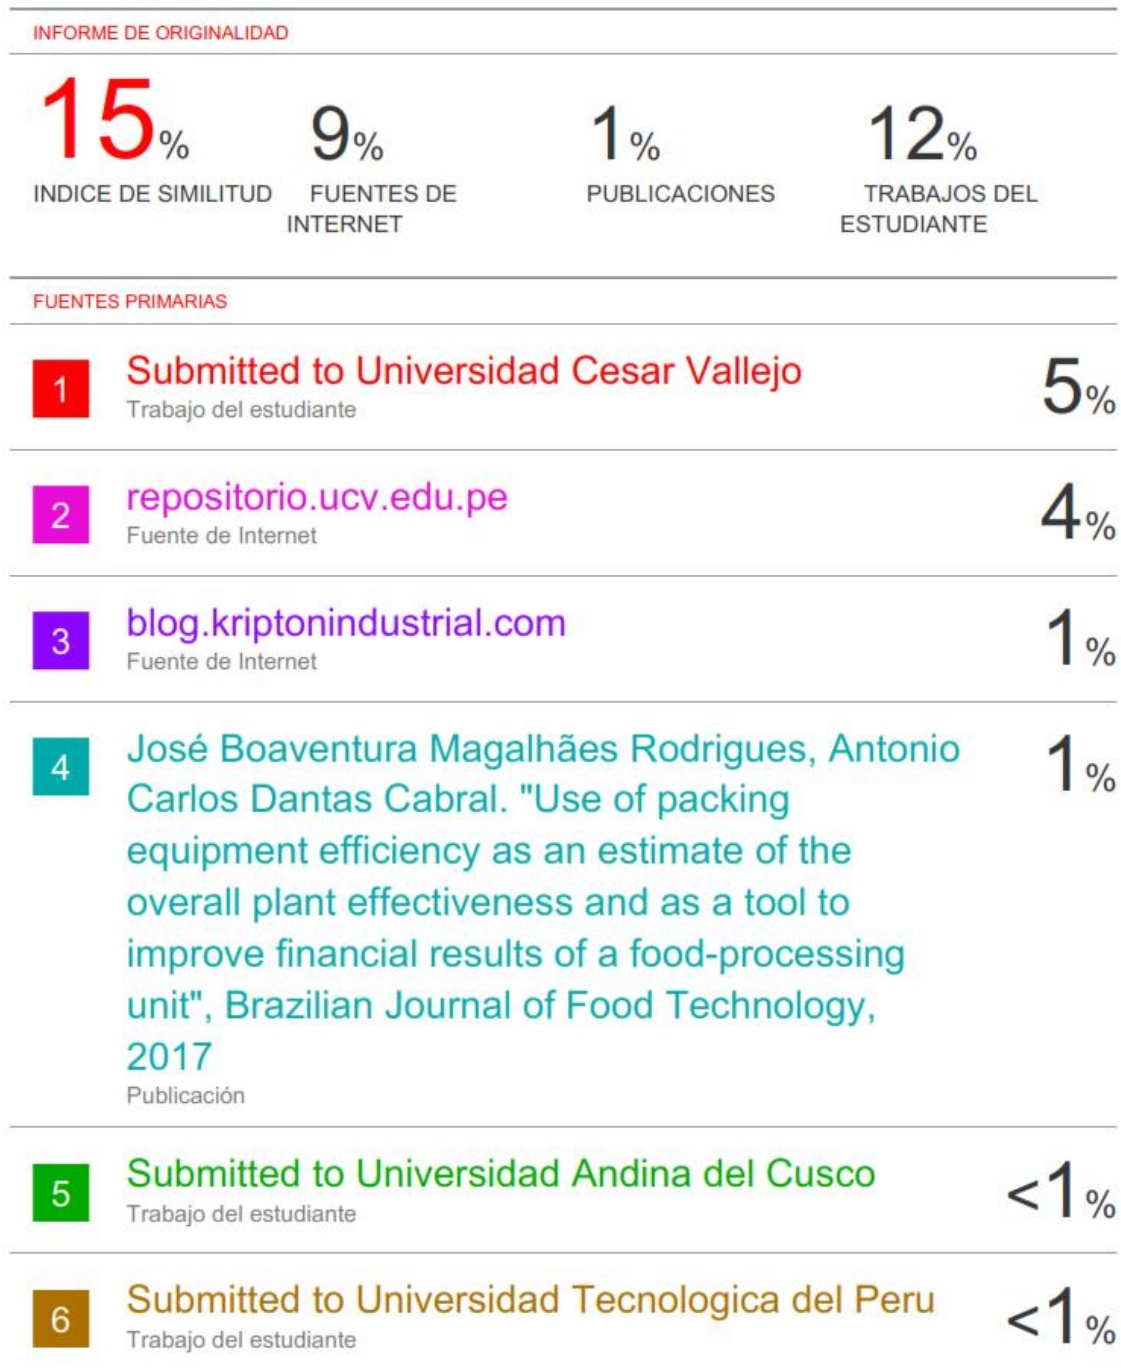 INFORME DE ORIGINALIDAD
15%
INDICE DE SIMILITUD
9%
FUENTES DE
INTERNET
1%
PUBLICACIONES
12%
TRABAJOS DEL
ESTUDIANTE
FUENTES PRIMARIAS
1
Submitted to Universidad Cesar Vallejo
Trabajo del estudiante
5%
2
repositorio.ucv.edu.pe
Fuente de Internet
4%
3
blog.kriptonindustrial.com
Fuente de Internet
1%
4
José Boaventura Magalhães Rodrigues, Antonio
Carlos Dantas Cabral. "Use of packing
equipment efficiency as an estimate of the
overall plant effectiveness and as a tool to
improve financial results of a food-processing
unit", Brazilian Journal of Food Technology,
2017
Publicación
1%
5
Submitted to Universidad Andina del Cusco
Trabajo del estudiante
<1%
6
Submitted to Universidad Tecnologica del Peru
Trabajo del estudiante
<1%